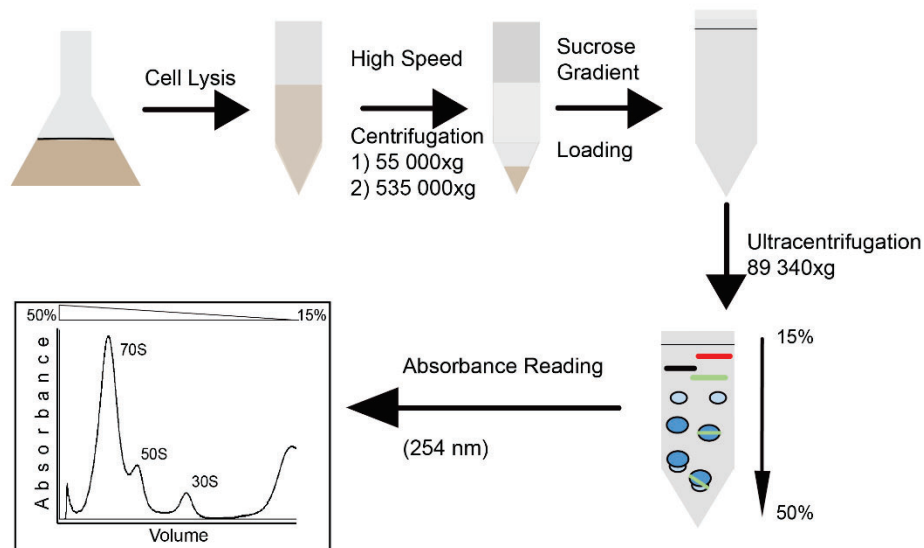 Cell Lysis
High Speed
Centrifugation
1) 55 000xg
2) 535 000xg
Sucrose
Gradient
Loading
Ultracentrifugation
89 340xg
15%
50%
Absorbance Reading
(254 nm)
50%
15%
Absorbance
70S
50S
30S
Volume